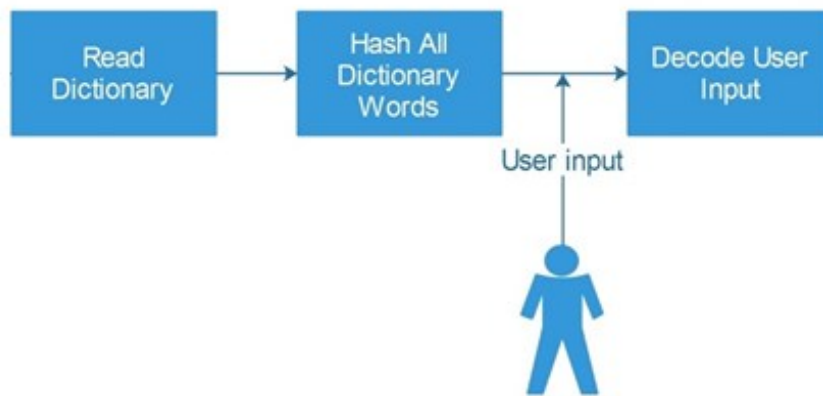 Read
Dictionary
Hash All
Dictionary
Words
Decode User
Input
User input